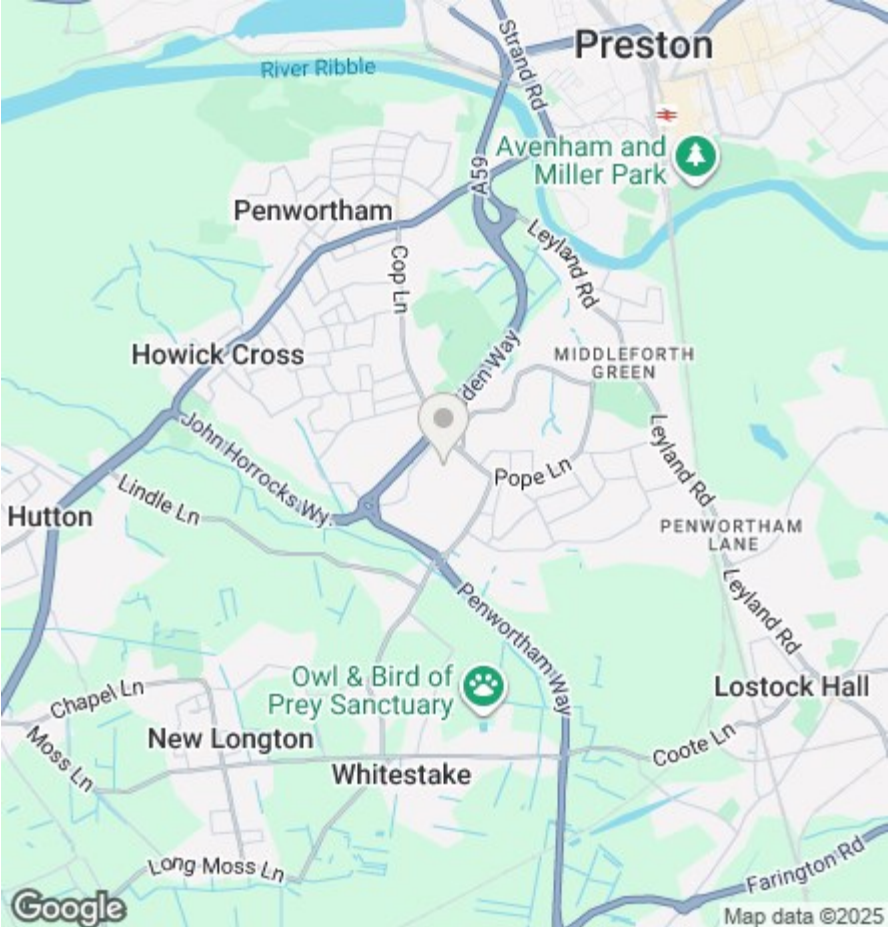 Preston
Strand Rd
River Ribble
Avenham and
Miller Park
A59
Penwortham
Leyland Rd
Cop Ln
Howick Cross
MIDDLEFORTH
GREEN
John Horrocks Wy.
Leyland Rd
Pope Ln
Lindle Ln
Hutton
PENWORTHAM
LANE
Leyland Rd
Penwortham Way
Owl & Bird of
Prey Sanctuary
Chapel Ln
Lostock Hall
New Longton
Moss Ln
Coote Ln
Whitestake
Long Moss Ln
Farington Rd
Google
Map data ©2025